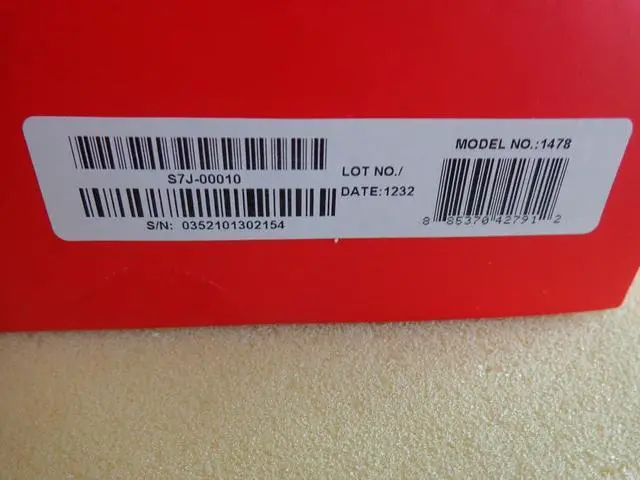 S7J-00010
S/N: 0352101302154
LOT NO./
DATE:1232
MODEL NO.:1478
8 85370 42791 2